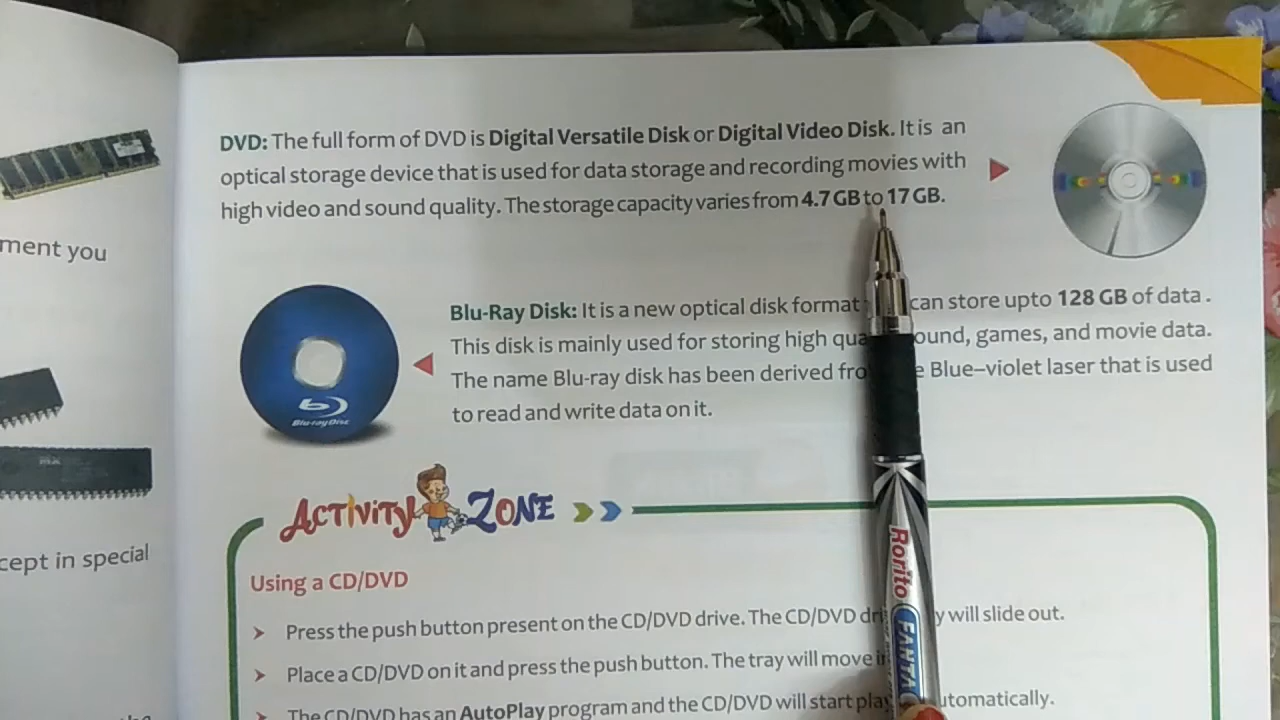 ment you
cept in special
DVD: The full form of DVD is Digital Versatile Disk or Digital Video Disk. It is an
optical storage device that is used for data storage and recording movies with
high video and sound quality. The storage capacity varies from 4.7 GB to 17 GB.
Blu-Ray Disk: It is a new optical disk format can store upto 128 GB of data.
This disk is mainly used for storing high ound, games, and movie data.
The name Blu-ray disk has been derived Blue–violet laser that is used
to read and write data on it.
Blu-ray Disc
ACTIVITY ZONE
Using a CD/DVD
➤ Press the push button present on the CD/DVD drive. The CD/DVD will slide out.
➤ Place a CD/DVD on it and press the push button. The tray will move
➤ The CD/DVD has an AutoPlay program and the CD/DVD will start utomatically.
Rorito
FANTA